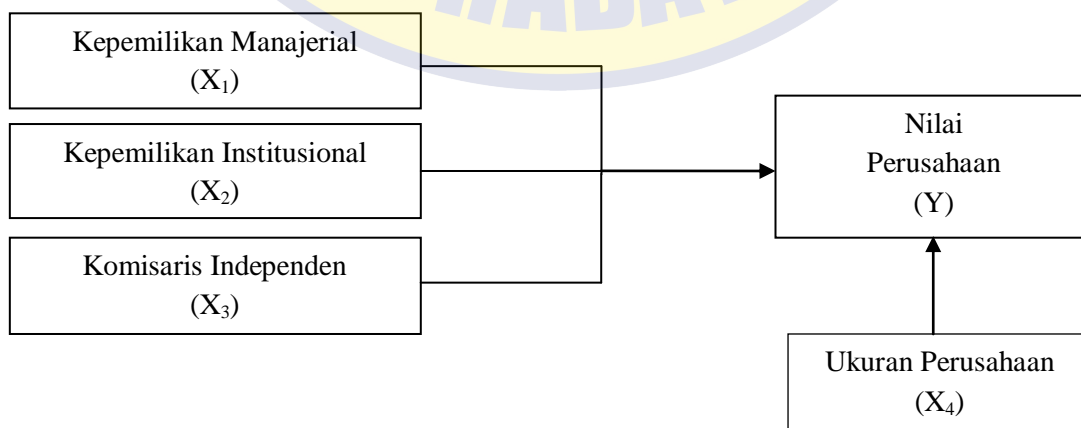 Kepemilikan Manajerial
(X₁)
Kepemilikan Institusional
(X₂)
Komisaris Independen
(X₃)
Nilai
Perusahaan
(Y)
Ukuran Perusahaan
(X₄)